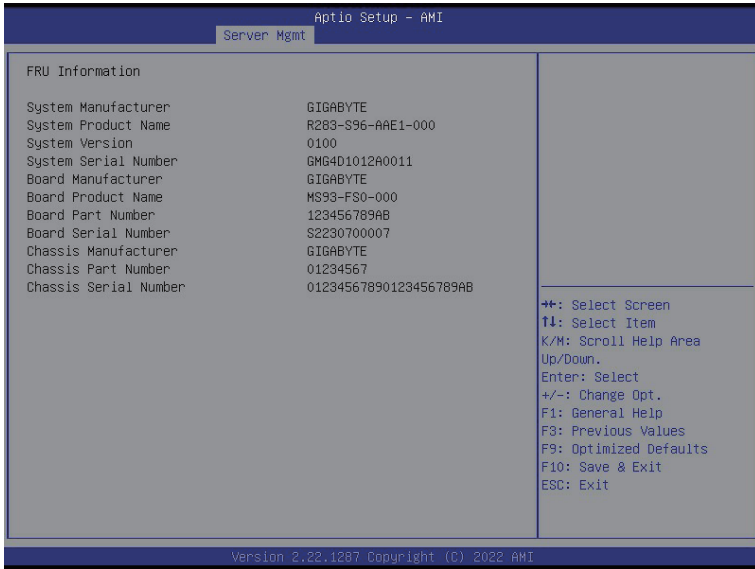 Aptio Setup – AMI
Server Mgmt
FRU Information
System Manufacturer GIGABYTE
System Product Name R283-S96-AAE1-000
System Version 0100
System Serial Number GMG4D1012A0011
Board Manufacturer GIGABYTE
Board Product Name MS93-FS0-000
Board Part Number 123456789AB
Board Serial Number S2230700007
Chassis Manufacturer GIGABYTE
Chassis Part Number 01234567
Chassis Serial Number 01234567890123456789AB
→←: Select Screen
↑↓: Select Item
K/M: Scroll Help Area
Up/Down.
Enter: Select
+/-: Change Opt.
F1: General Help
F3: Previous Values
F9: Optimized Defaults
F10: Save & Exit
ESC: Exit
Version 2.22.1287 Copyright (C) 2022 AMI